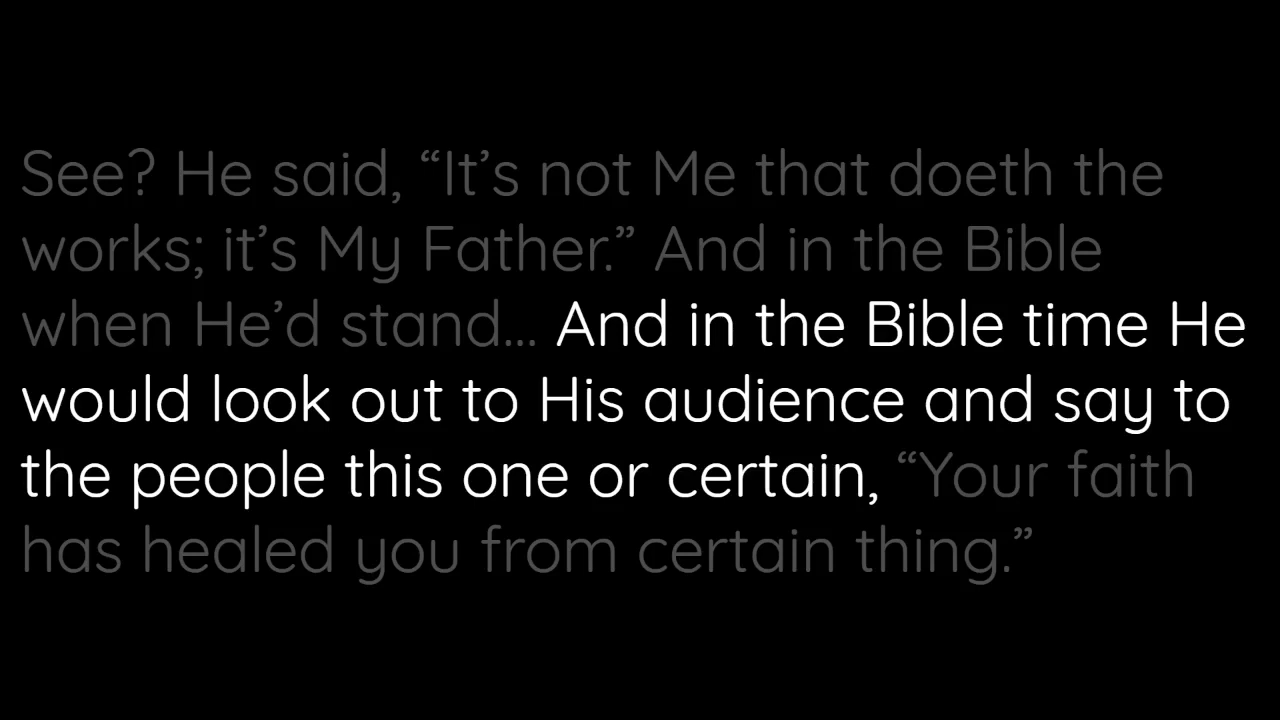 See? He said, “It’s not Me that doeth the
works; it’s My Father.” And in the Bible
when He’d stand... And in the Bible time He
would look out to His audience and say to
the people this one or certain, “Your faith
has healed you from certain thing.”